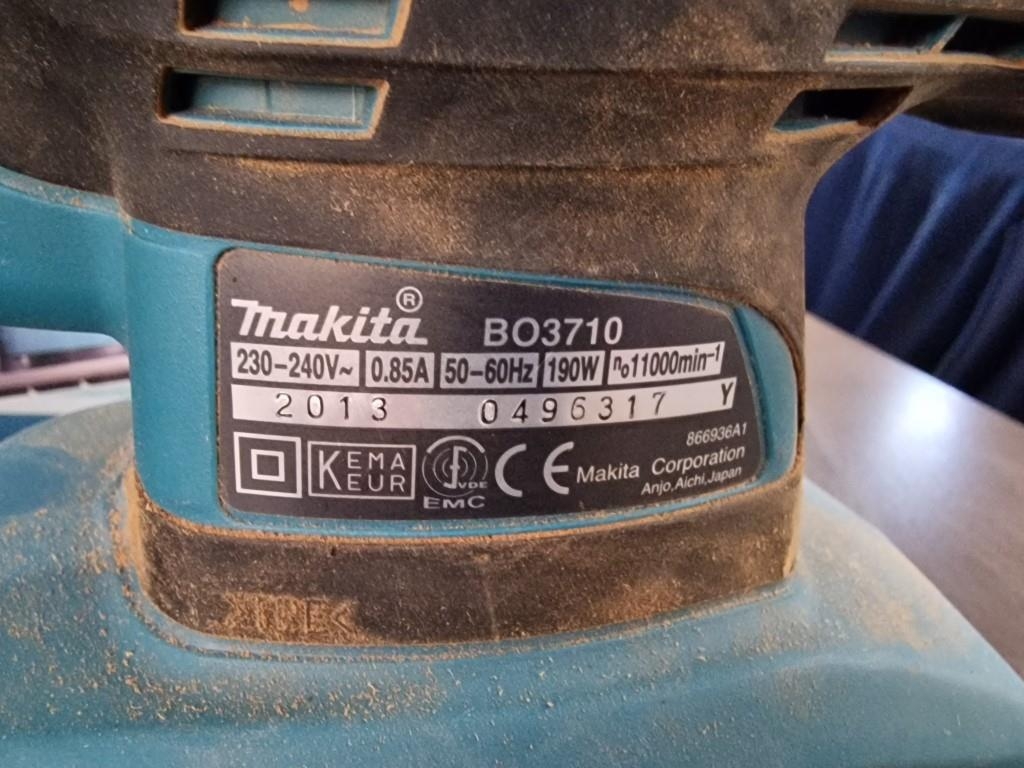 makita®
BO3710
230-240V~ 0.85A 50-60Hz 190W n₀11000min⁻¹
2013 0496317 Y
866936A1
KEMA
KEUR
VDE
EMC
CE
Makita Corporation
Anjo, Aichi, Japan